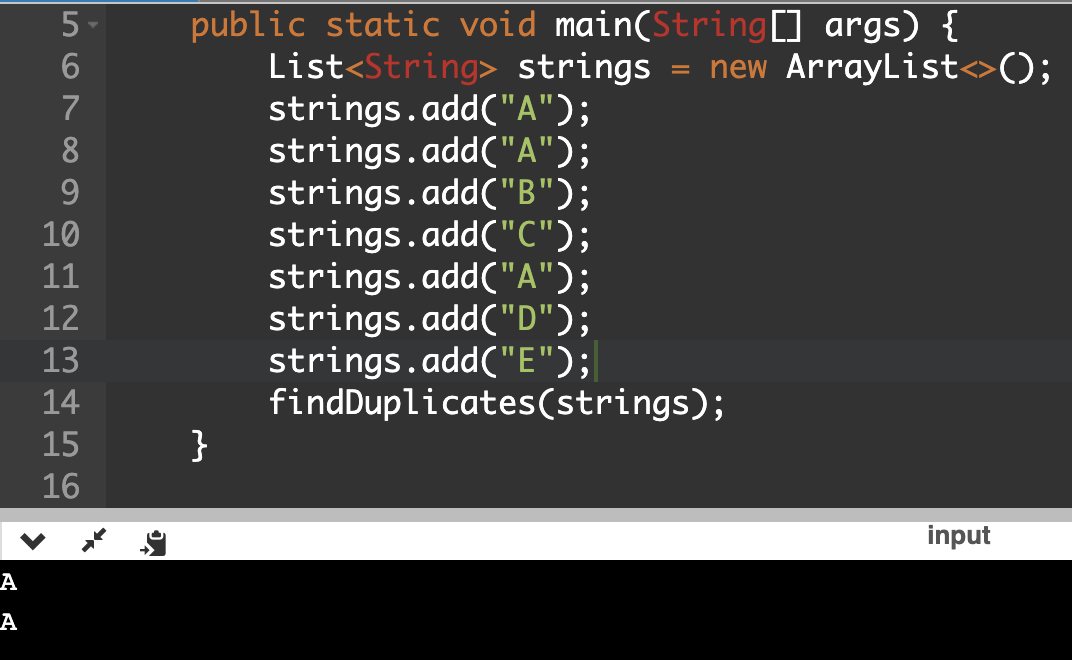 5 public static void main(String[] args) {
6 List<String> strings = new ArrayList<>();
7 strings.add("A");
8 strings.add("A");
9 strings.add("B");
10 strings.add("C");
11 strings.add("A");
12 strings.add("D");
13 strings.add("E");
14 findDuplicates(strings);
15 }
16
input
A
A